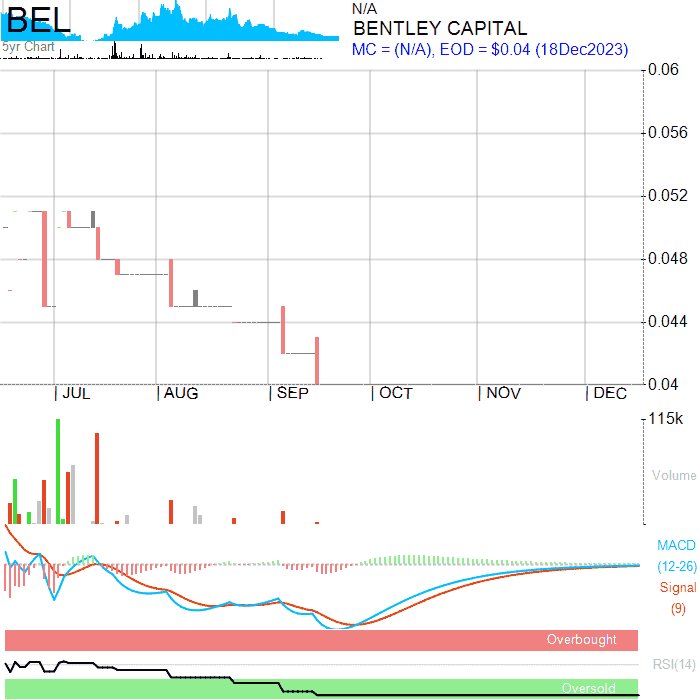 BEL
5yr Chart
N/A
BENTLEY CAPITAL
MC = (N/A), EOD = $0.04 (18Dec2023)
0.06
0.056
0.052
0.048
0.044
0.04
JUL AUG SEP OCT NOV DEC
115k
Volume
MACD
(12-26)
Signal
(9)
Overbought
RSI(14)
Oversold